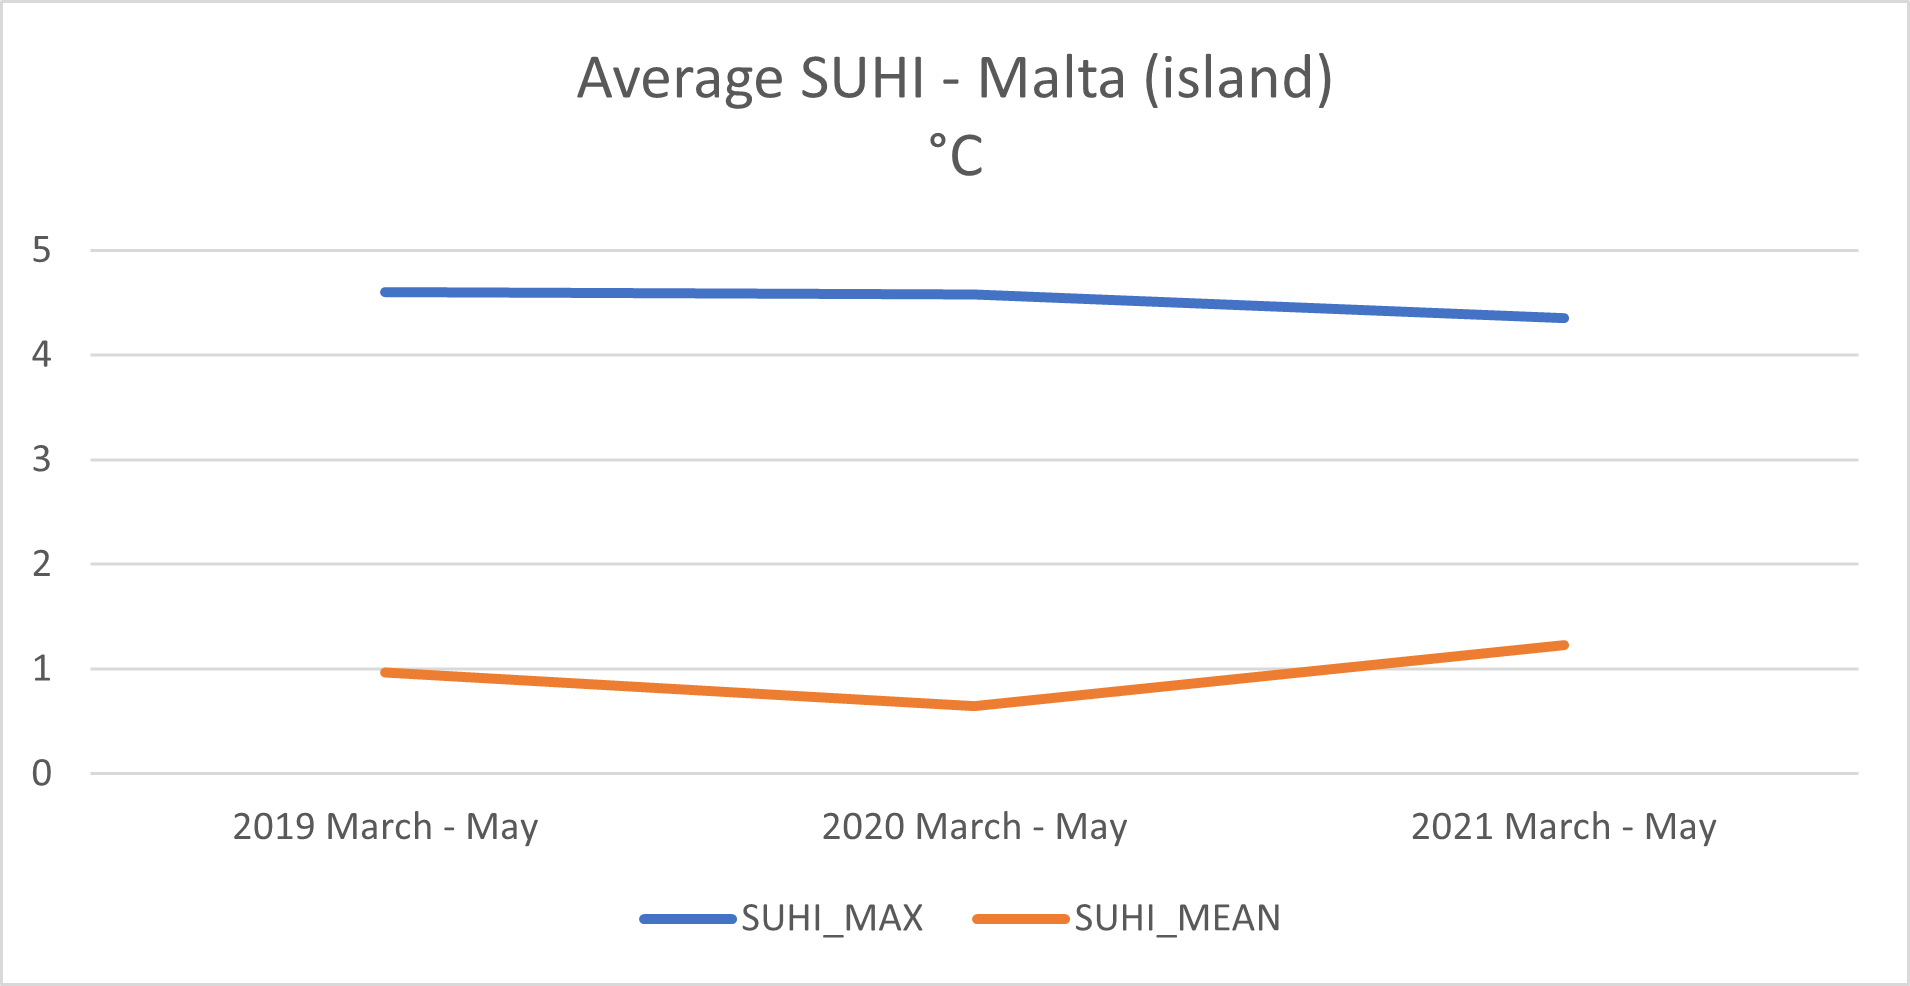 Average SUHI - Malta (island)
°C
5
4
3
2
1
0
2019 March - May
2020 March - May
2021 March - May
SUHI_MAX
SUHI_MEAN